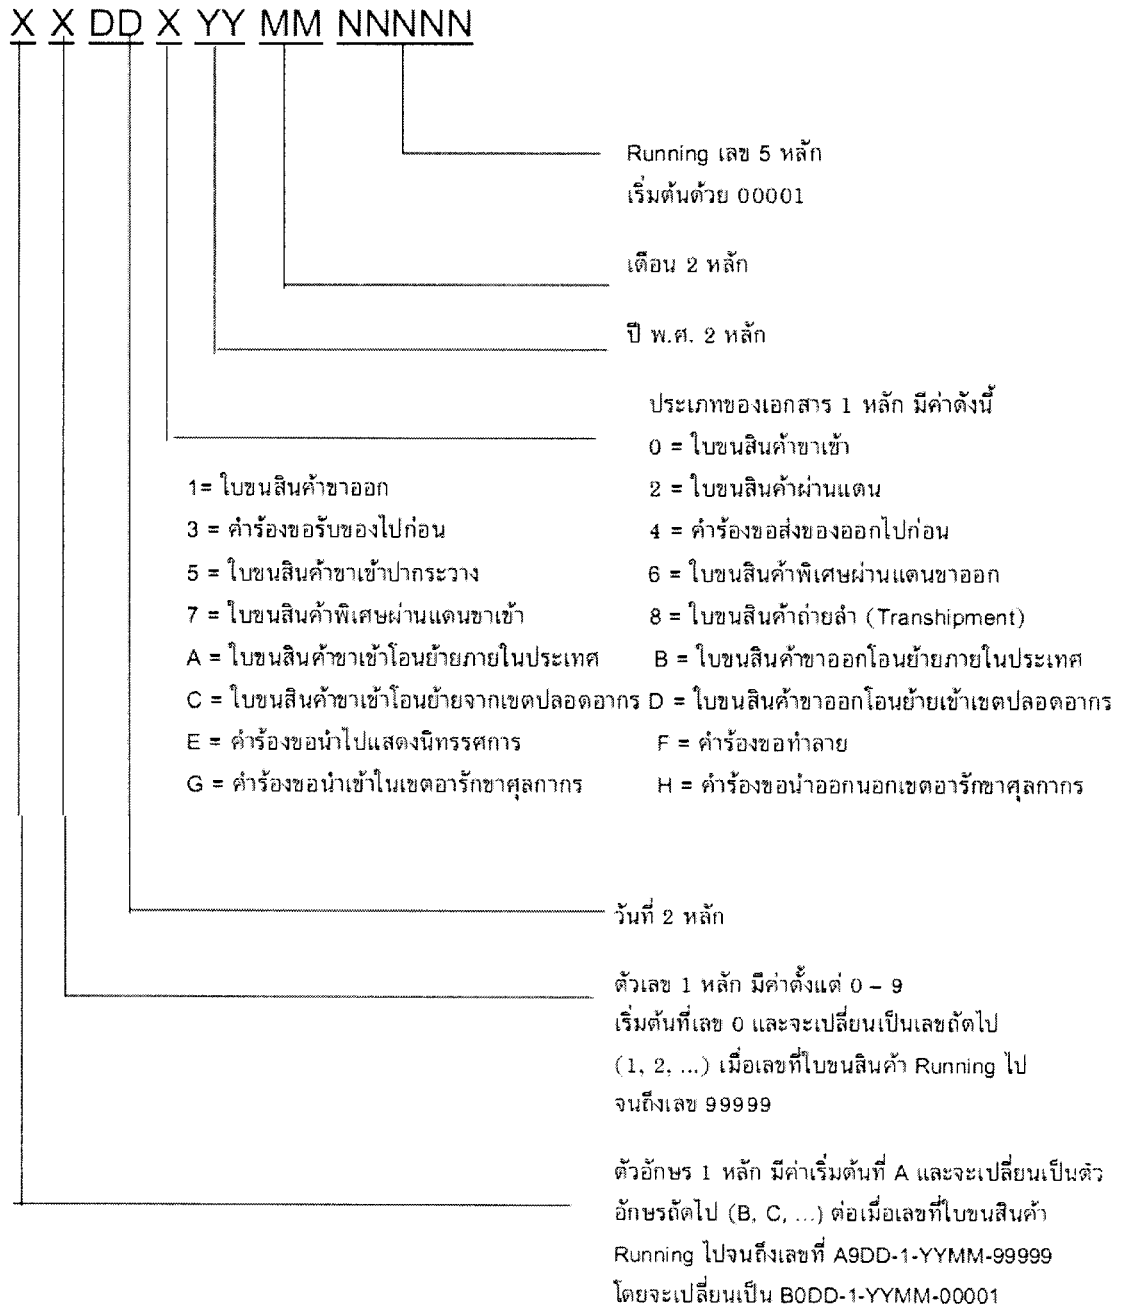 X X DD X YY MM NNNNN
Running เลข 5 หลัก
เริ่มต้นด้วย 00001
เดือน 2 หลัก
ปี พ.ศ. 2 หลัก
ประเภทของเอกสาร 1 หลัก มีค่าดังนี้
0 = ใบขนสินค้าขาเข้า
1= ใบขนสินค้าขาออก
2 = ใบขนสินค้าผ่านแดน
3 = คำร้องขอรับของไปก่อน
4 = คำร้องขอส่งของออกไปก่อน
5 = ใบขนสินค้าขาเข้าปากระวาง
6 = ใบขนสินค้าพิเศษผ่านแดนขาออก
7 = ใบขนสินค้าพิเศษผ่านแดนขาเข้า
8 = ใบขนสินค้าถ่ายลำ (Transhipment)
A = ใบขนสินค้าขาเข้าโอนย้ายภายในประเทศ
B = ใบขนสินค้าขาออกโอนย้ายภายในประเทศ
C = ใบขนสินค้าขาเข้าโอนย้ายจากเขตปลอดอากร
D = ใบขนสินค้าขาออกโอนย้ายเข้าเขตปลอดอากร
E = คำร้องขอนำไปแสดงนิทรรศการ
F = คำร้องขอทำลาย
G = คำร้องขอนำเข้าในเขตอารักขาศุลกากร
H = คำร้องขอนำออกนอกเขตอารักขาศุลกากร
วันที่ 2 หลัก
ตัวเลข 1 หลัก มีค่าตั้งแต่ 0 – 9
เริ่มต้นที่เลข 0 และจะเปลี่ยนเป็นเลขถัดไป
(1, 2, ...) เมื่อเลขที่ใบขนสินค้า Running ไป
จนถึงเลข 99999
ตัวอักษร 1 หลัก มีค่าเริ่มต้นที่ A และจะเปลี่ยนเป็นตัว
อักษรถัดไป (B, C, ...) ต่อเมื่อเลขที่ใบขนสินค้า
Running ไปจนถึงเลขที่ A9DD-1-YYMM-99999
โดยจะเปลี่ยนเป็น B0DD-1-YYMM-00001